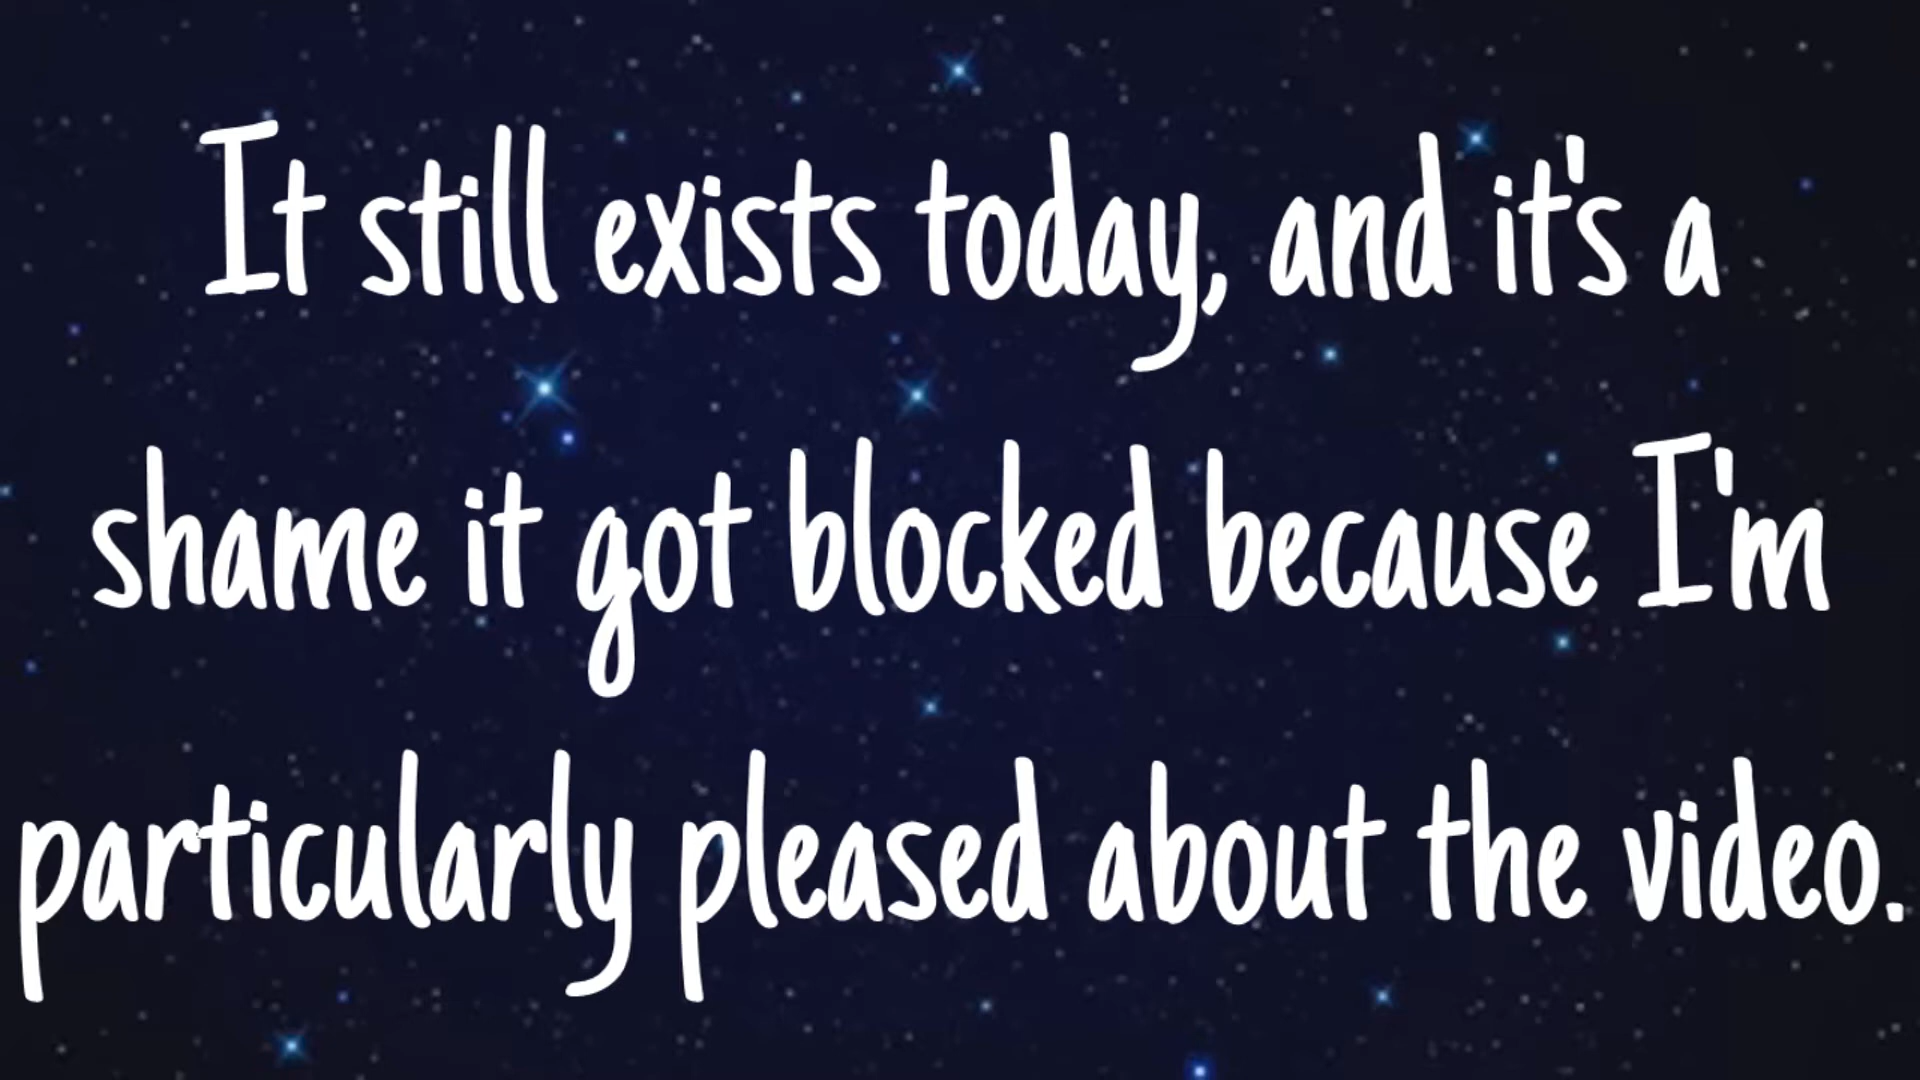 It still exists today, and it's a
shame it got blocked because I'm
particularly pleased about the video.